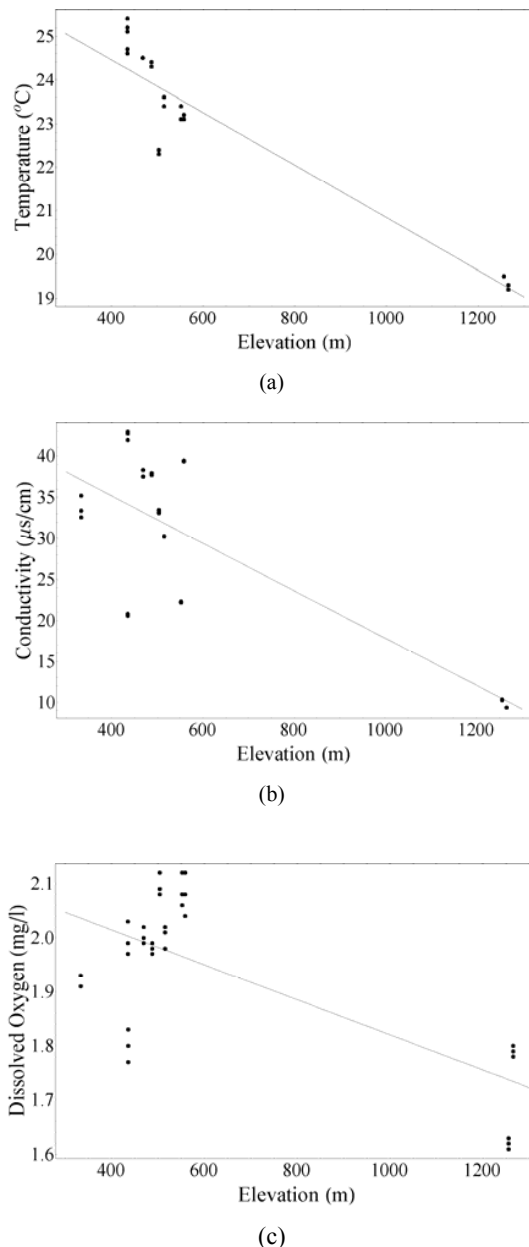 Temperature (°C)
25
24
23
22
21
20
19
400 600 800 1000 1200
Elevation (m)
(a)
Conductivity (μs/cm)
40
35
30
25
20
15
10
400 600 800 1000 1200
Elevation (m)
(b)
Dissolved Oxygen (mg/l)
2.1
2.0
1.9
1.8
1.7
1.6
400 600 800 1000 1200
Elevation (m)
(c)